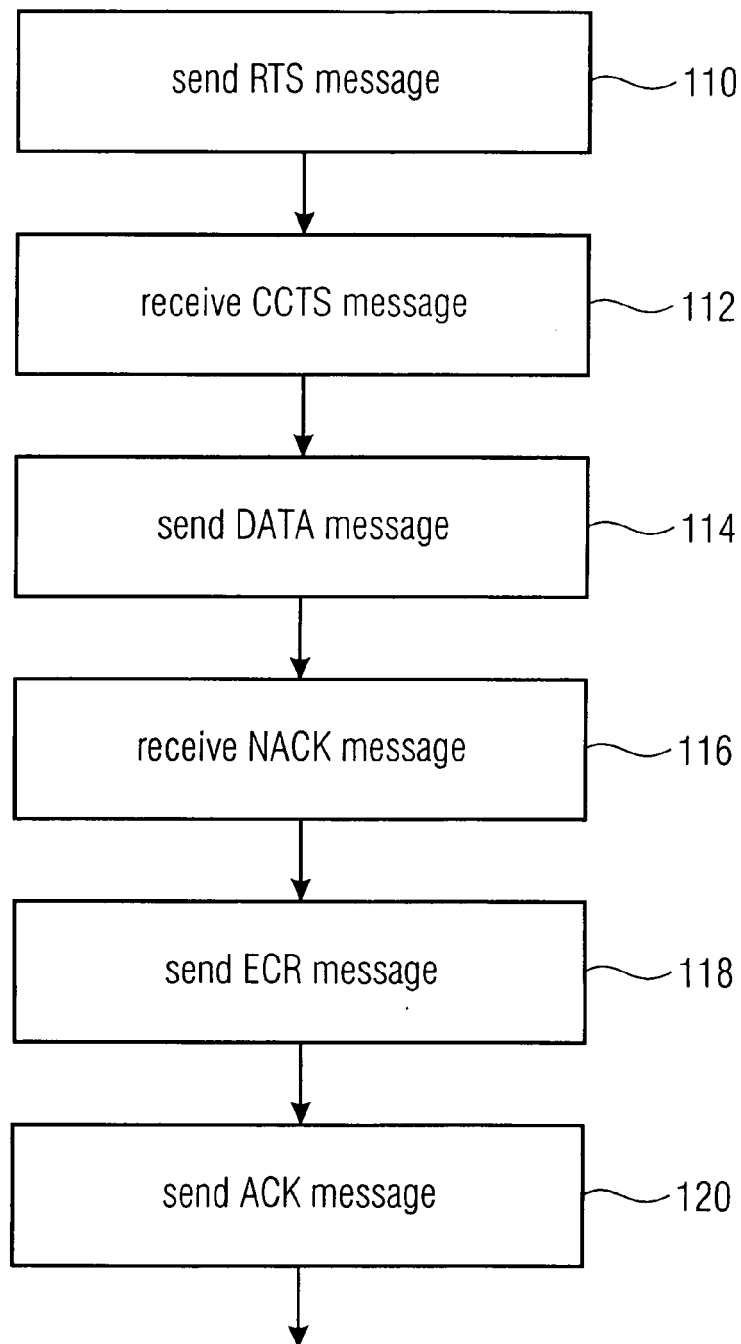 send RTS message
110
receive CCTS message
112
send DATA message
114
receive NACK message
116
send ECR message
118
send ACK message
120